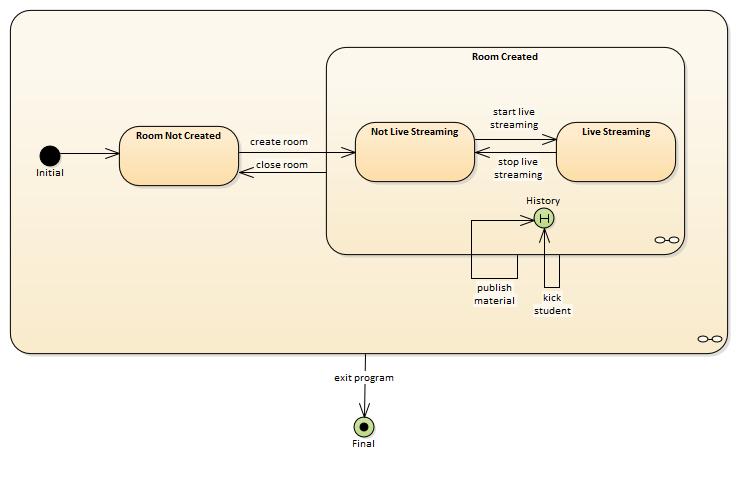 Room Created
Room Not Created
Not Live Streaming
Live Streaming
start live
streaming
create room
close room
stop live
streaming
Initial
History
H
publish
material
kick
student
exit program
Final